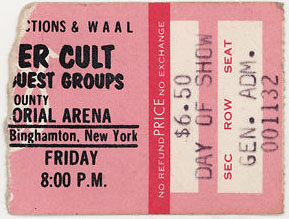 CTIONS & WAAL
ER CULT
UEST GROUPS
OUNTY
ORIAL ARENA
Binghamton, New York
FRIDAY
8:00 P.M.
NO REFUND PRICE NO EXCHANGE
$6.50
DAY OF SHOW
SEC ROW SEAT
GEN. ADM.
001132